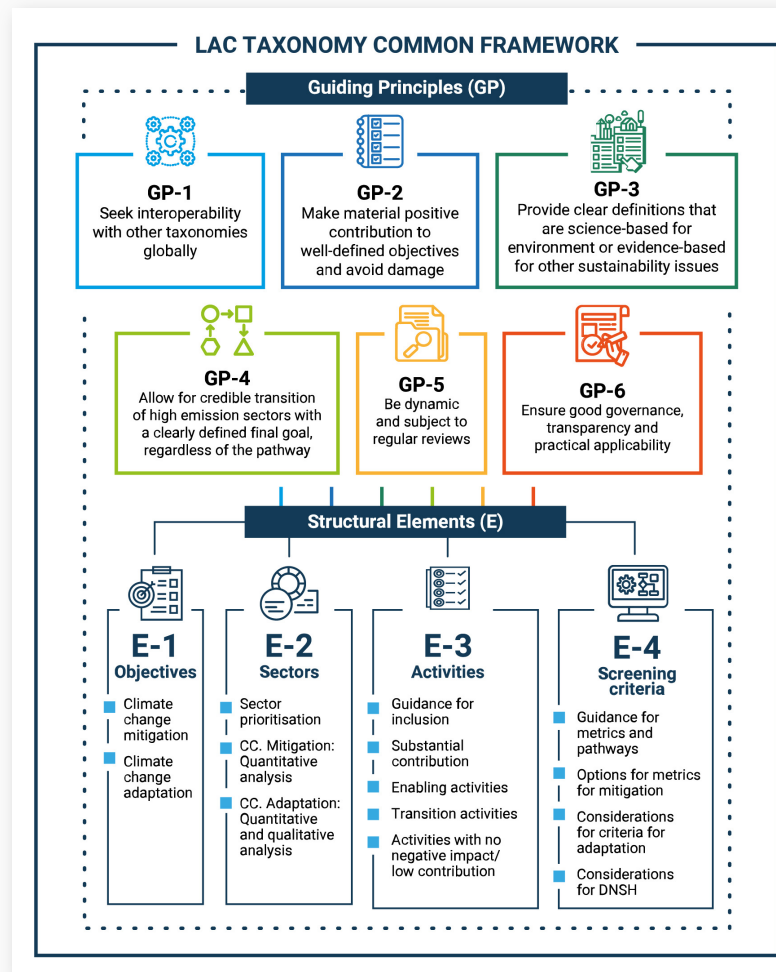 LAC TAXONOMY COMMON FRAMEWORK
Guiding Principles (GP)
GP-1
Seek interoperability
with other taxonomies
globally
GP-2
Make material positive
contribution to
well-defined objectives
and avoid damage
GP-3
Provide clear definitions that
are science-based for
environment or evidence-based
for other sustainability issues
GP-4
Allow for credible transition
of high emission sectors with
a clearly defined final goal,
regardless of the pathway
GP-5
Be dynamic
and subject to
regular reviews
GP-6
Ensure good governance,
transparency and
practical applicability
Structural Elements (E)
E-1
Objectives
Climate
change
mitigation
Climate
change
adaptation
E-2
Sectors
Sector
prioritisation
CC. Mitigation:
Quantitative
analysis
CC. Adaptation:
Quantitative
and qualitative
analysis
E-3
Activities
Guidance for
inclusion
Substantial
contribution
Enabling activities
Transition activities
Activities with no
negative impact/
low contribution
E-4
Screening
criteria
Guidance for
metrics and
pathways
Options for metrics
for mitigation
Considerations
for criteria for
adaptation
Considerations
for DNSH